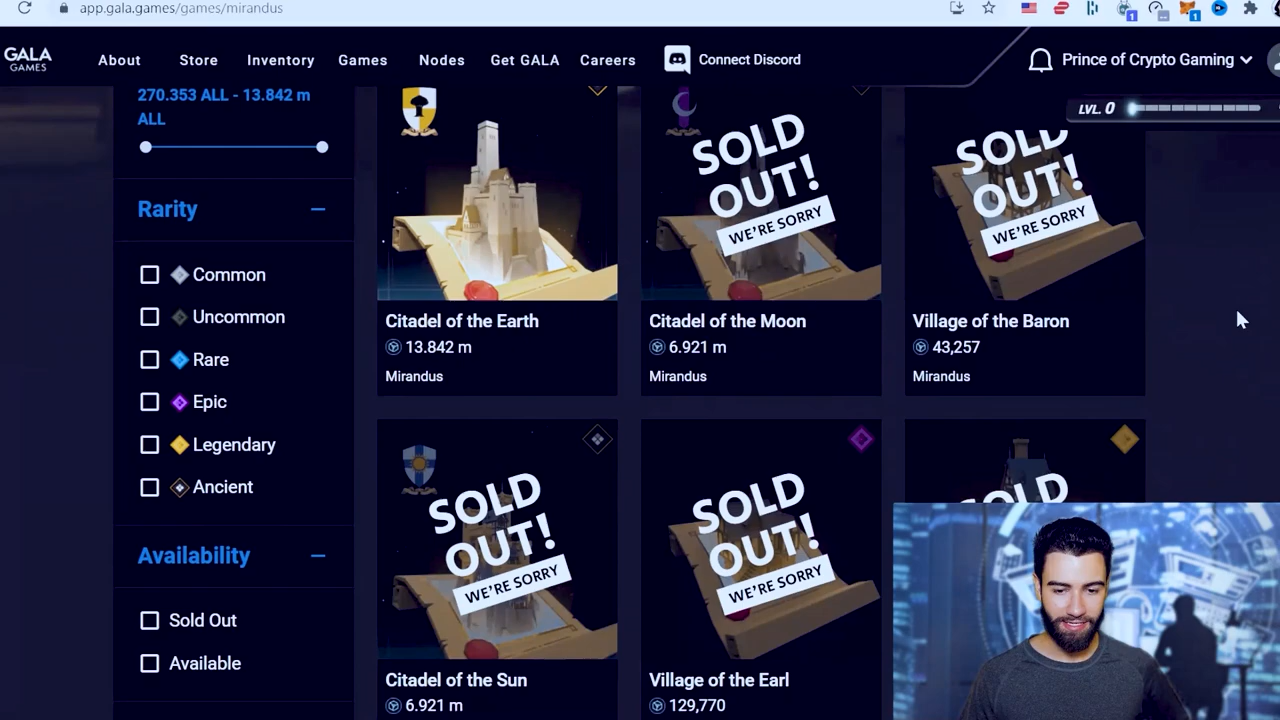 app.gala.games/games/mirandus
1
1
GALA
GAMES
About
Store
Inventory
Games
Nodes
Get GALA
Careers
Connect Discord
Prince of Crypto Gaming
LVL. 0
270.353 ALL - 13.842 m
ALL
Rarity
Common
Uncommon
Rare
Epic
Legendary
Ancient
Availability
Sold Out
Available
Citadel of the Earth
13.842 m
Mirandus
SOLD
OUT!
WE'RE SORRY
Citadel of the Moon
6.921 m
Mirandus
SOLD
OUT!
WE'RE SORRY
Village of the Baron
43,257
Mirandus
SOLD
OUT!
WE'RE SORRY
Citadel of the Sun
6.921 m
SOLD
OUT!
WE'RE SORRY
Village of the Earl
129,770
SOLD